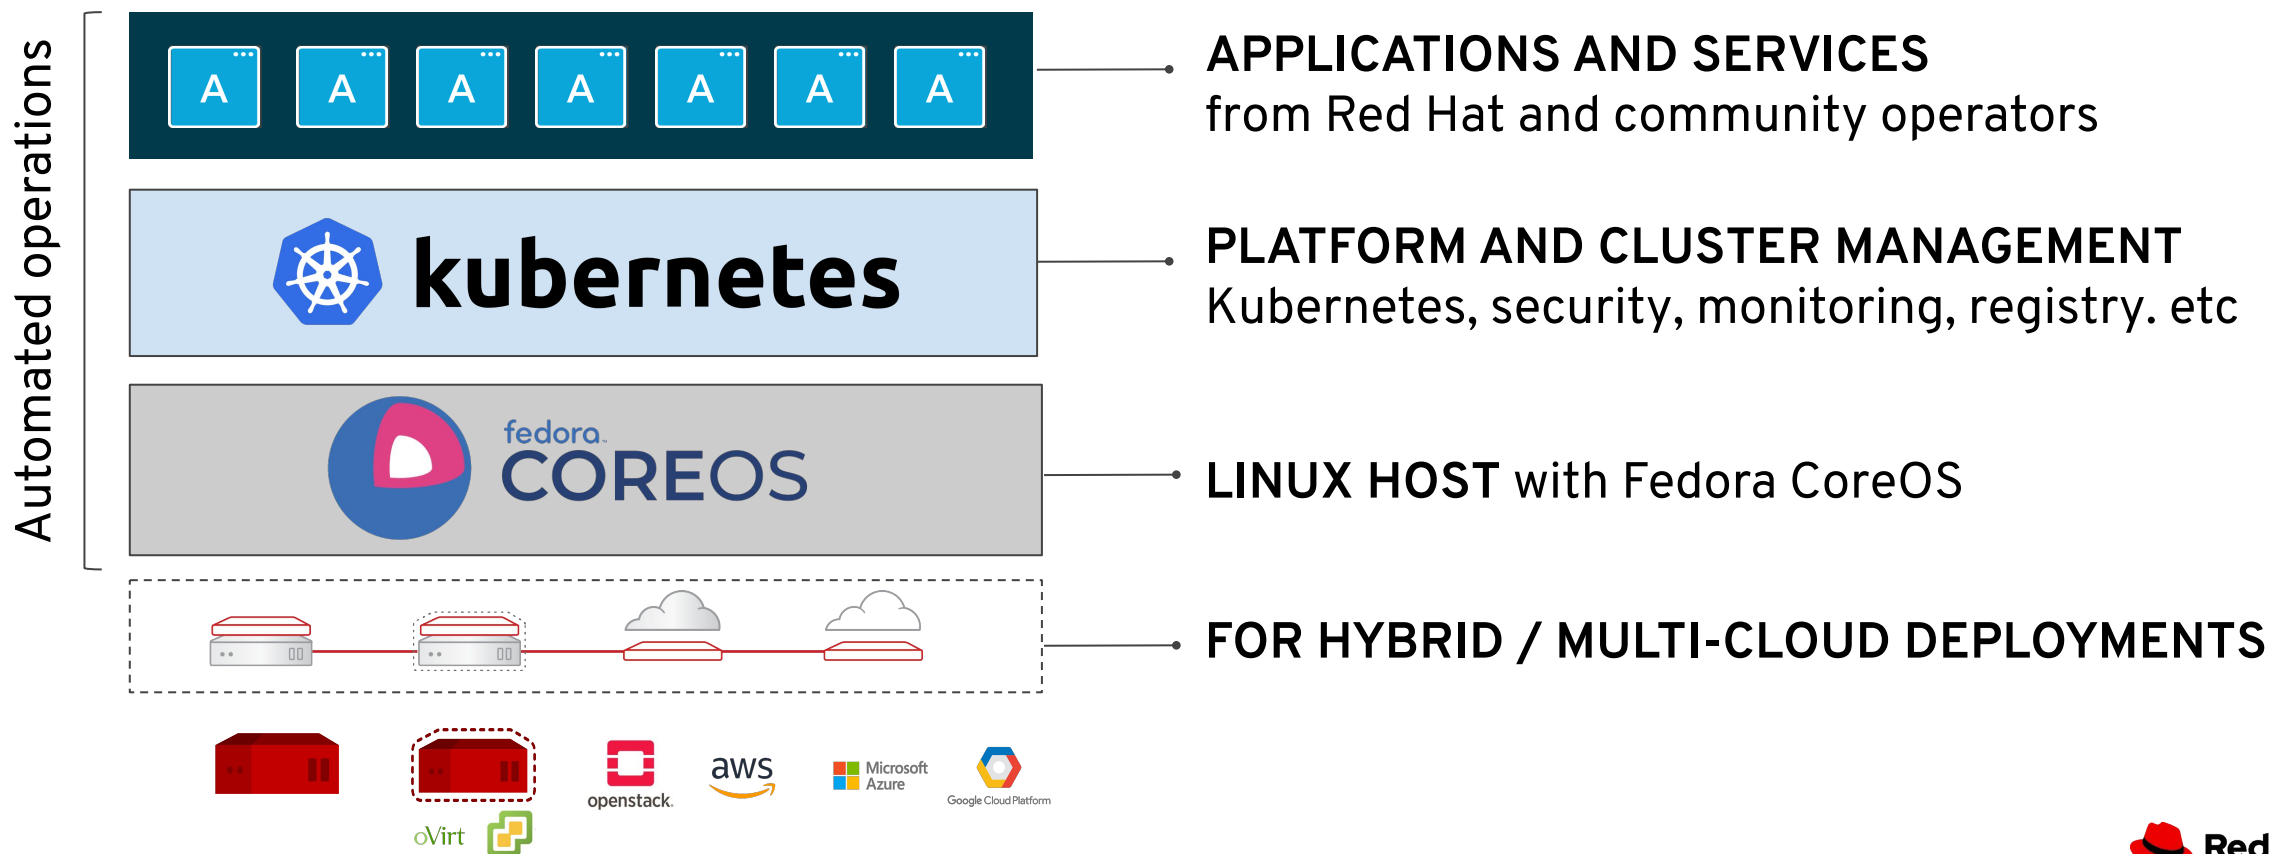 Automated operations
A A A A A A A
APPLICATIONS AND SERVICES
from Red Hat and community operators
kubernetes
PLATFORM AND CLUSTER MANAGEMENT
Kubernetes, security, monitoring, registry. etc
fedora™
COREOS
LINUX HOST with Fedora CoreOS
FOR HYBRID / MULTI-CLOUD DEPLOYMENTS
openstack.
aws
Microsoft
Azure
Google Cloud Platform
oVirt
Red